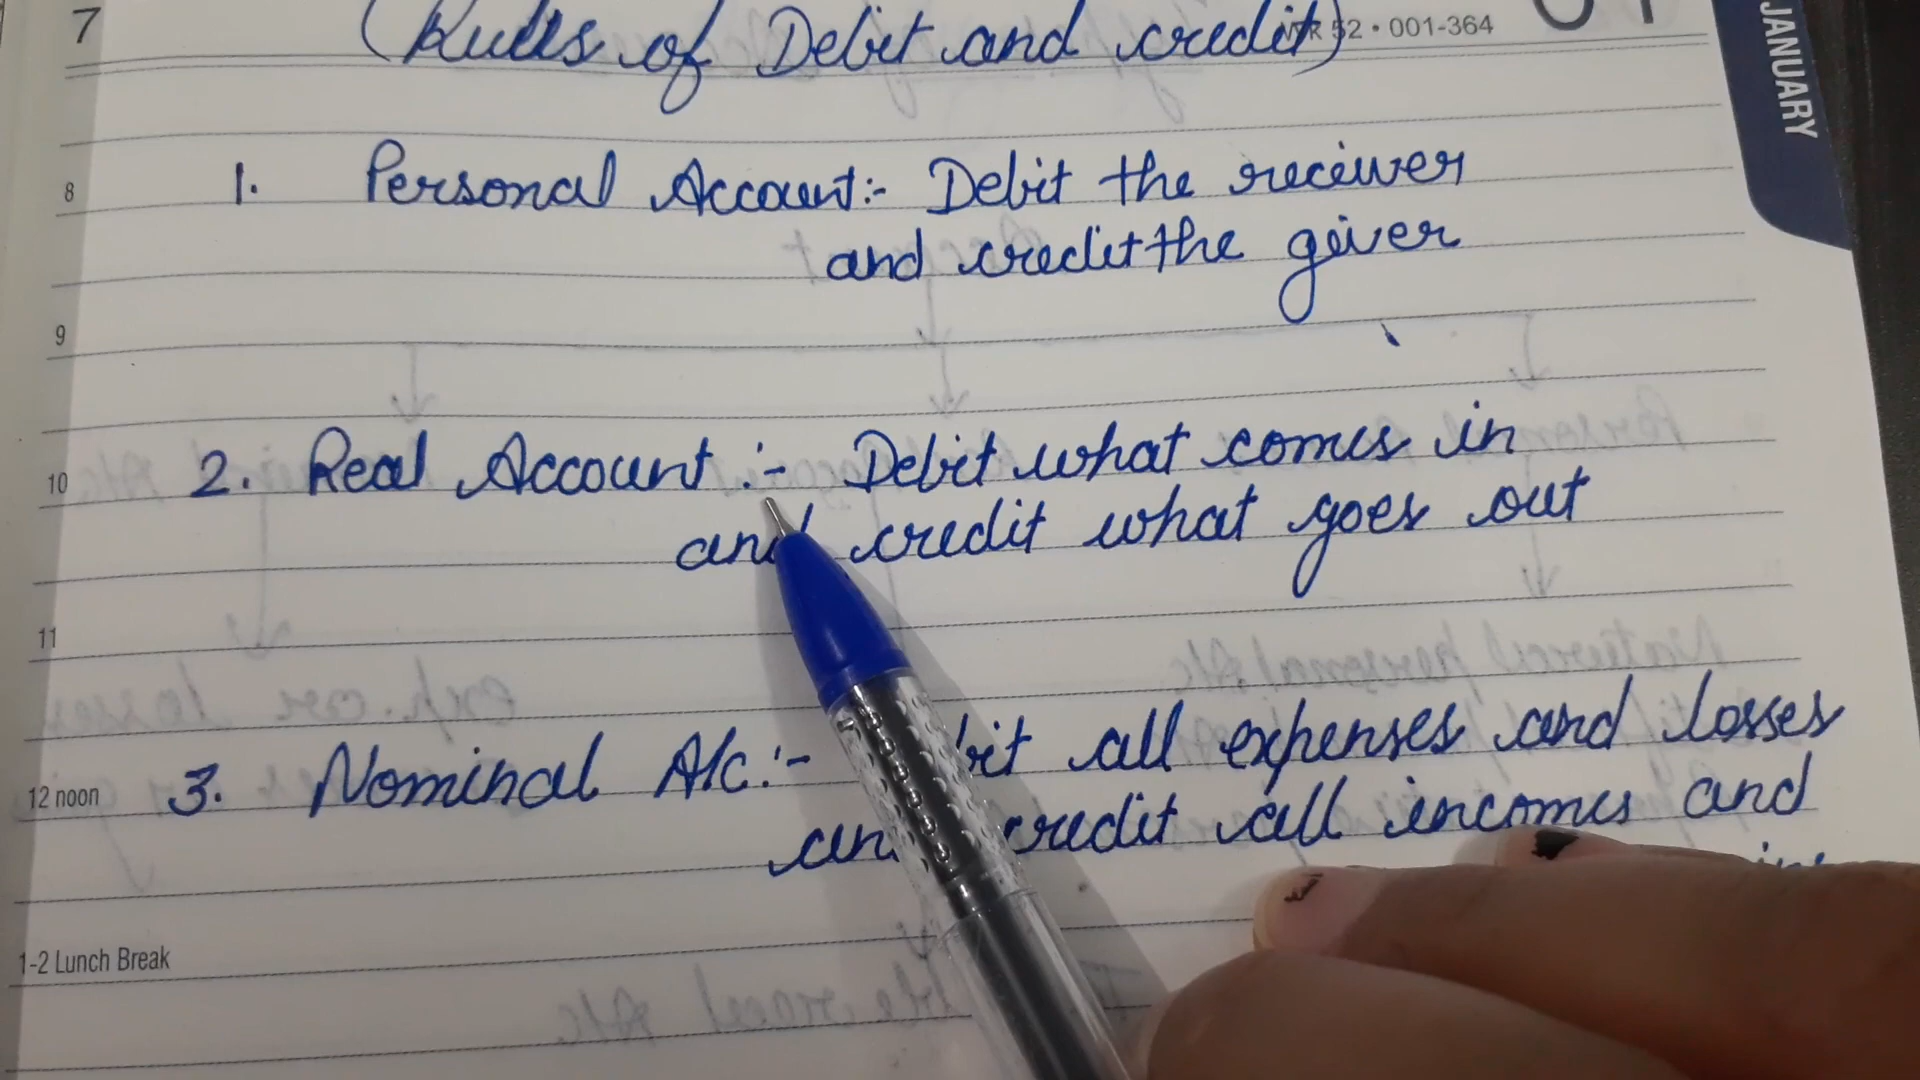 7
(Rules of Debit and credit)
52 • 001-364
JANUARY
8
1. Personal Account:- Debit the receiver
and credit the giver
9
10
2. Real Account :- Debit what comes in
and credit what goes out
11
12 noon
3. Nominal A/c:- all expenses and losses
credit all incomes and
1-2 Lunch Break